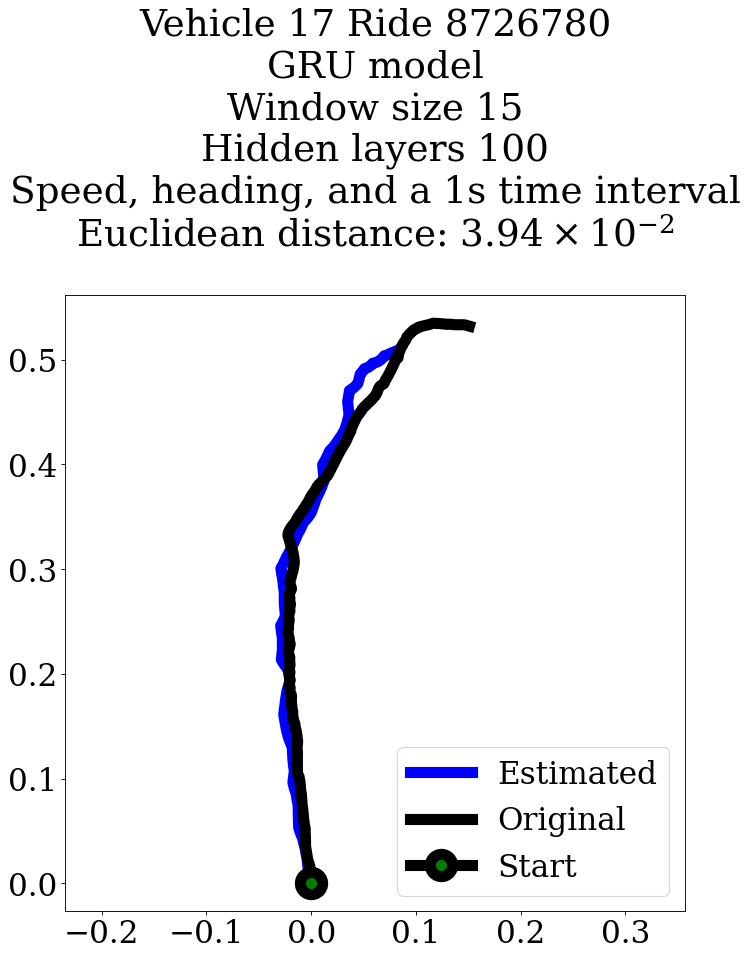 Vehicle 17 Ride 8726780
GRU model
Window size 15
Hidden layers 100
Speed, heading, and a 1s time interval
Euclidean distance: 3.94 × 10⁻²
0.5
0.4
0.3
0.2
0.1
0.0
Estimated
Original
Start
−0.2 −0.1 0.0 0.1 0.2 0.3